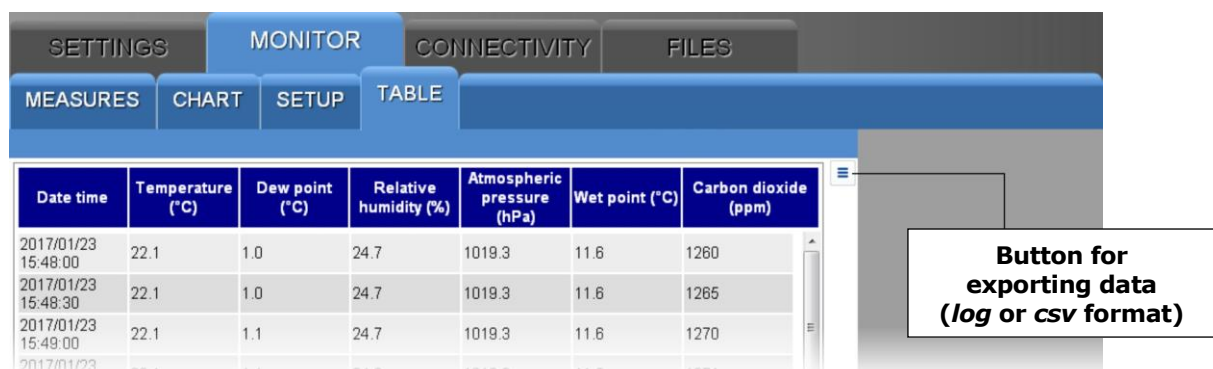 SETTINGS MONITOR CONNECTIVITY FILES
MEASURES CHART SETUP TABLE
Date time Temperature (°C) Dew point (°C) Relative humidity (%) Atmospheric pressure (hPa) Wet point (°C) Carbon dioxide (ppm)
2017/01/23 15:48:00 22.1 1.0 24.7 1019.3 11.6 1260
2017/01/23 15:48:30 22.1 1.0 24.7 1019.3 11.6 1265
2017/01/23 15:49:00 22.1 1.1 24.7 1019.3 11.6 1270
2017/01/23
Button for
exporting data
(log or csv format)